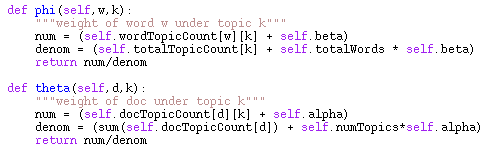 def phi(self,w,k):
    """weight of word w under topic k"""
    num = (self.wordTopicCount[w][k] + self.beta)
    denom = (self.totalTopicCount[k] + self.totalWords * self.beta)
    return num/denom

def theta(self,d,k):
    """weight of doc under topic k"""
    num = (self.docTopicCount[d][k] + self.alpha)
    denom = (sum(self.docTopicCount[d]) + self.numTopics*self.alpha)
    return num/denom